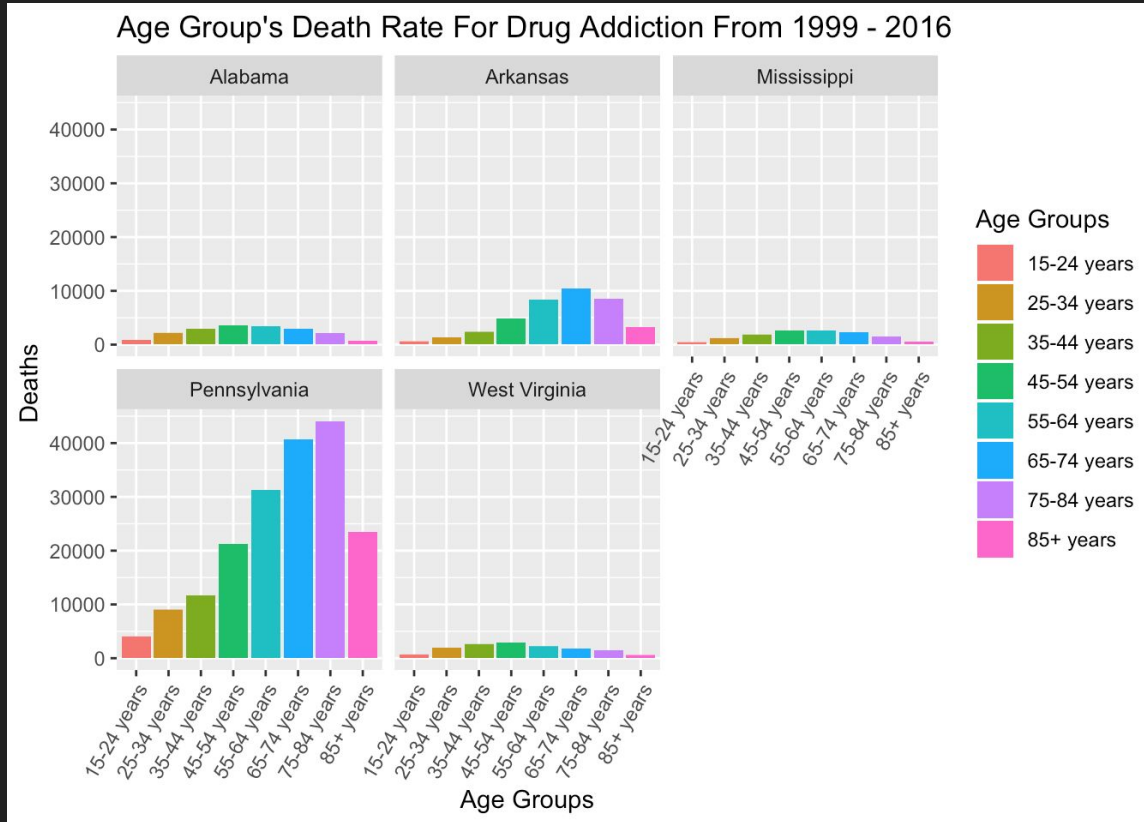 Age Group's Death Rate For Drug Addiction From 1999 - 2016
Alabama
Arkansas
Mississippi
40000
30000
20000
10000
0
15-24 years
25-34 years
35-44 years
45-54 years
55-64 years
65-74 years
75-84 years
85+ years
Pennsylvania
West Virginia
40000
30000
20000
10000
0
15-24 years
25-34 years
35-44 years
45-54 years
55-64 years
65-74 years
75-84 years
85+ years
15-24 years
25-34 years
35-44 years
45-54 years
55-64 years
65-74 years
75-84 years
85+ years
Deaths
Age Groups
Age Groups
15-24 years
25-34 years
35-44 years
45-54 years
55-64 years
65-74 years
75-84 years
85+ years